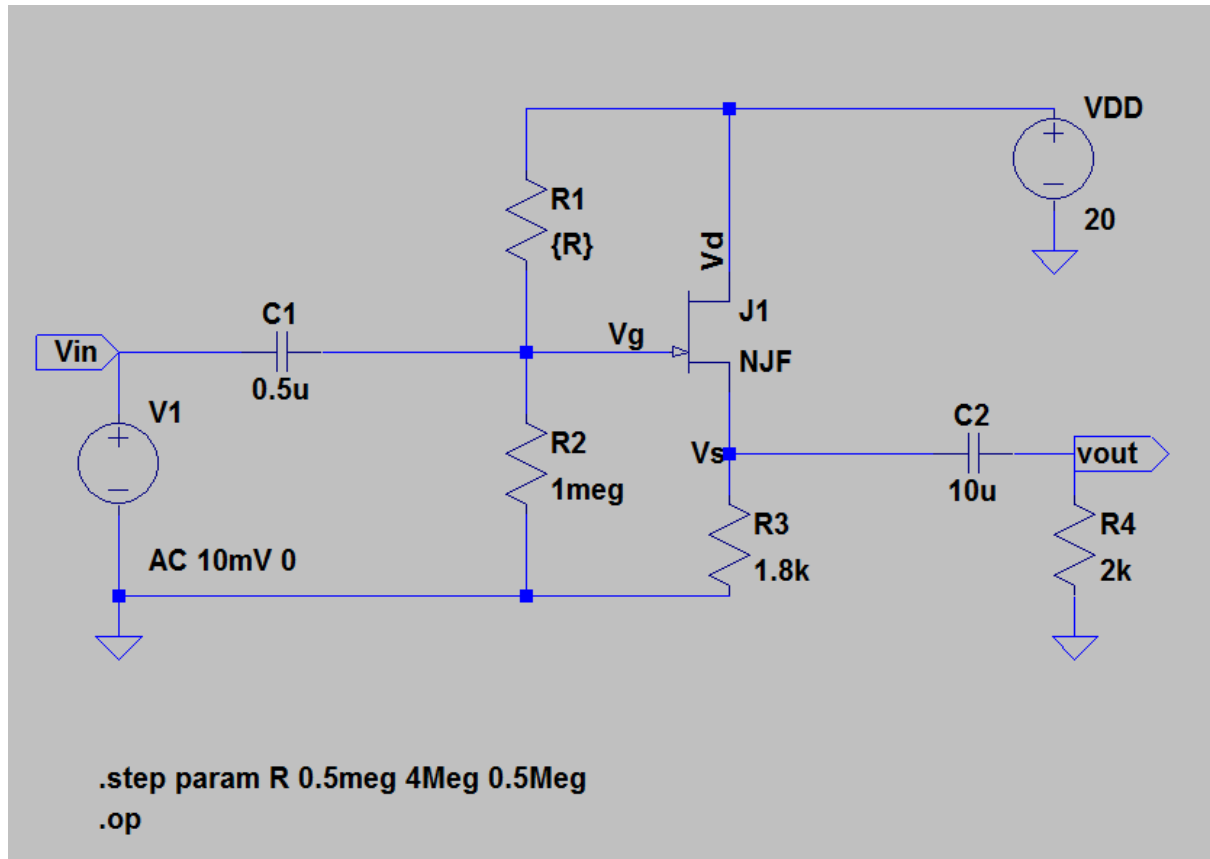 VDD
R1
{R}
20
Vd
C1
J1
Vin
Vg
NJF
0.5u
V1
C2
R2
Vs
vout
1meg
10u
R3
R4
AC 10mV 0
1.8k
2k
.step param R 0.5meg 4Meg 0.5Meg
.op